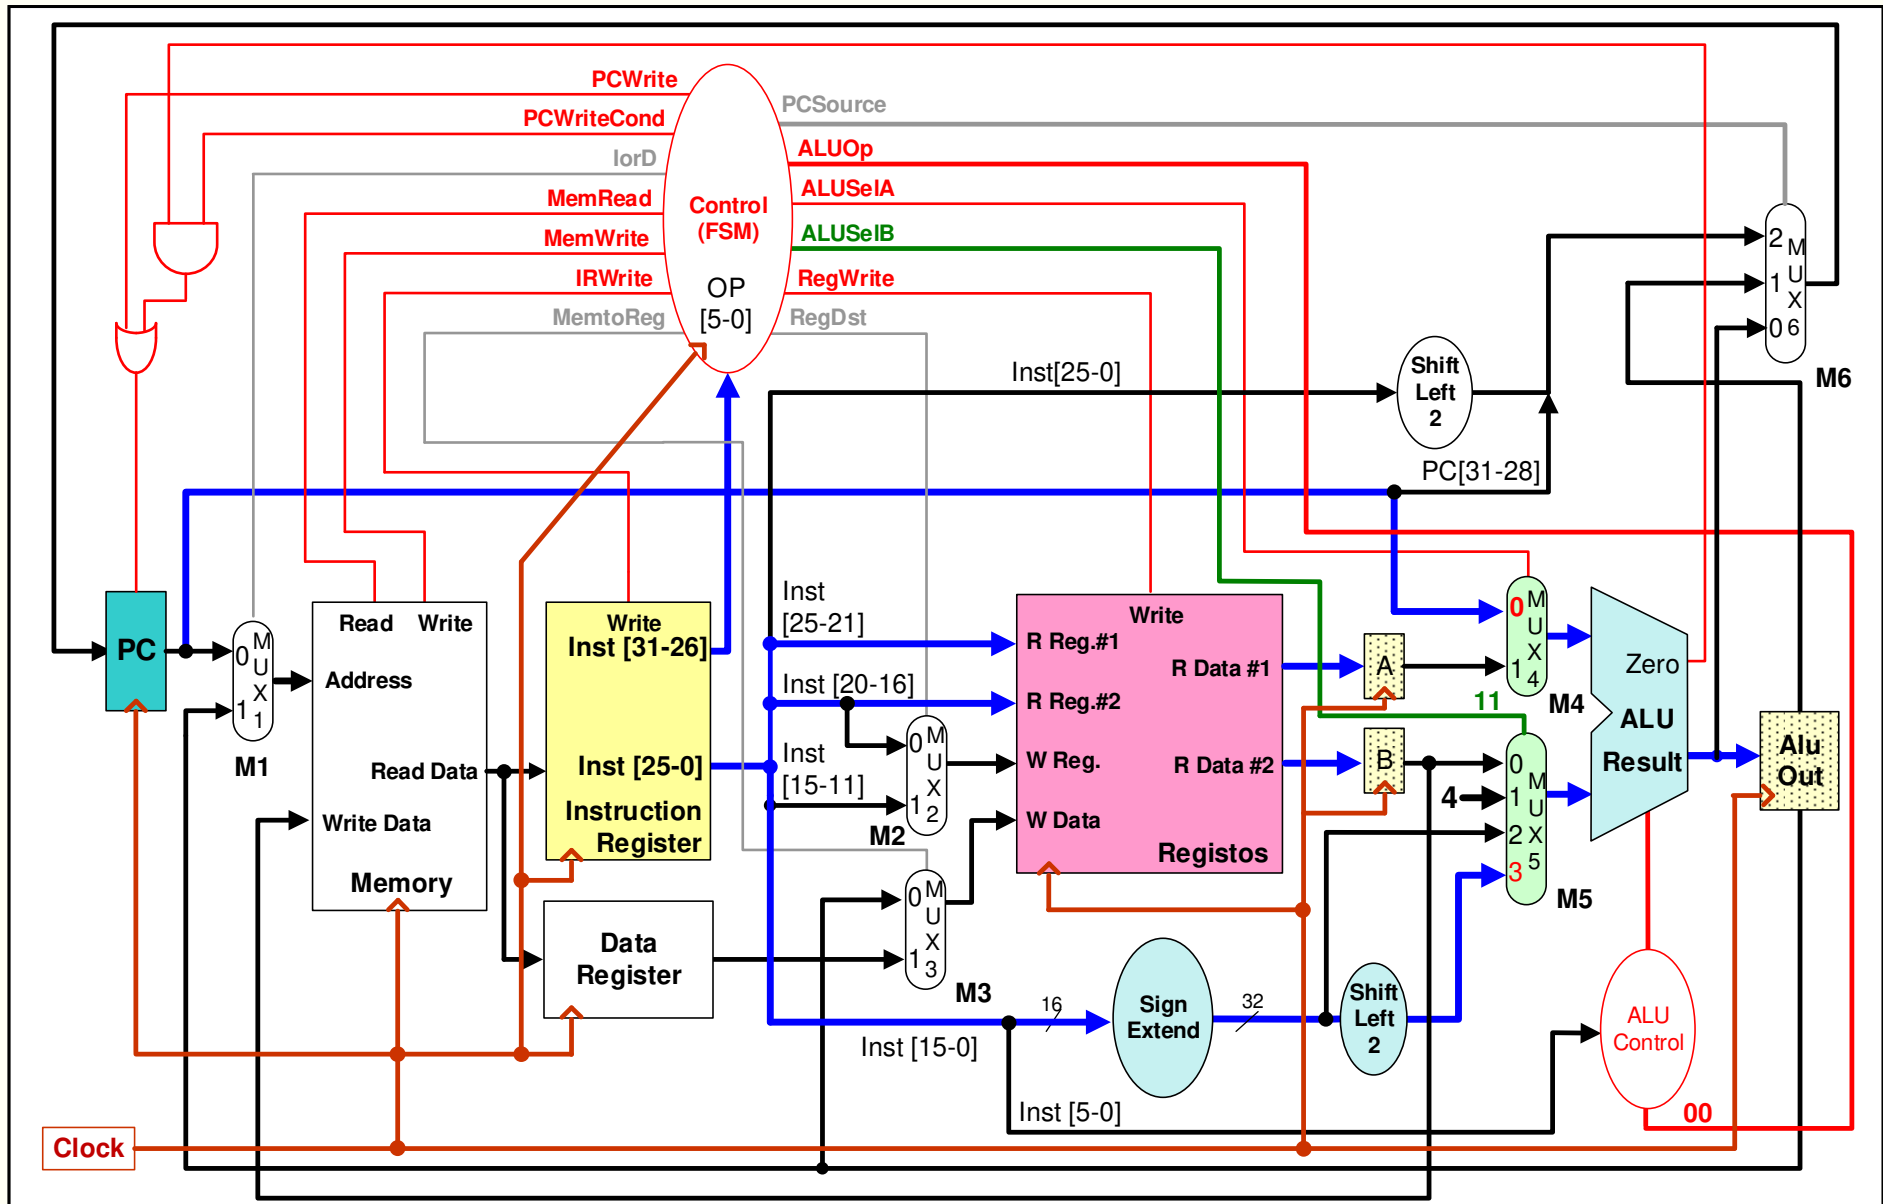 PCWrite
PCWriteCond
IorD
MemRead
MemWrite
IRWrite
MemtoReg
Control
(FSM)
OP
[5-0]
PCSource
ALUOp
ALUSelA
ALUSelB
RegWrite
RegDst
2
1
0
M
U
X
6
M6
Inst[25-0]
Shift
Left
2
PC[31-28]
PC
0
1
M
U
X
1
M1
Read
Write
Address
Read Data
Write Data
Memory
Write
Inst [31-26]
Inst [25-0]
Instruction
Register
Data
Register
Inst
[25-21]
Inst [20-16]
Inst
[15-11]
0
1
M
U
X
2
M2
0
1
M
U
X
3
M3
Write
R Reg.#1
R Data #1
R Reg.#2
W Reg.
R Data #2
W Data
Registos
A
B
0
1
M
U
X
4
M4
11
4
0
1
2
3
M
U
X
5
M5
Zero
ALU
Result
Alu
Out
Inst [15-0]
16
Sign
Extend
32
Shift
Left
2
ALU
Control
Inst [5-0]
00
Clock